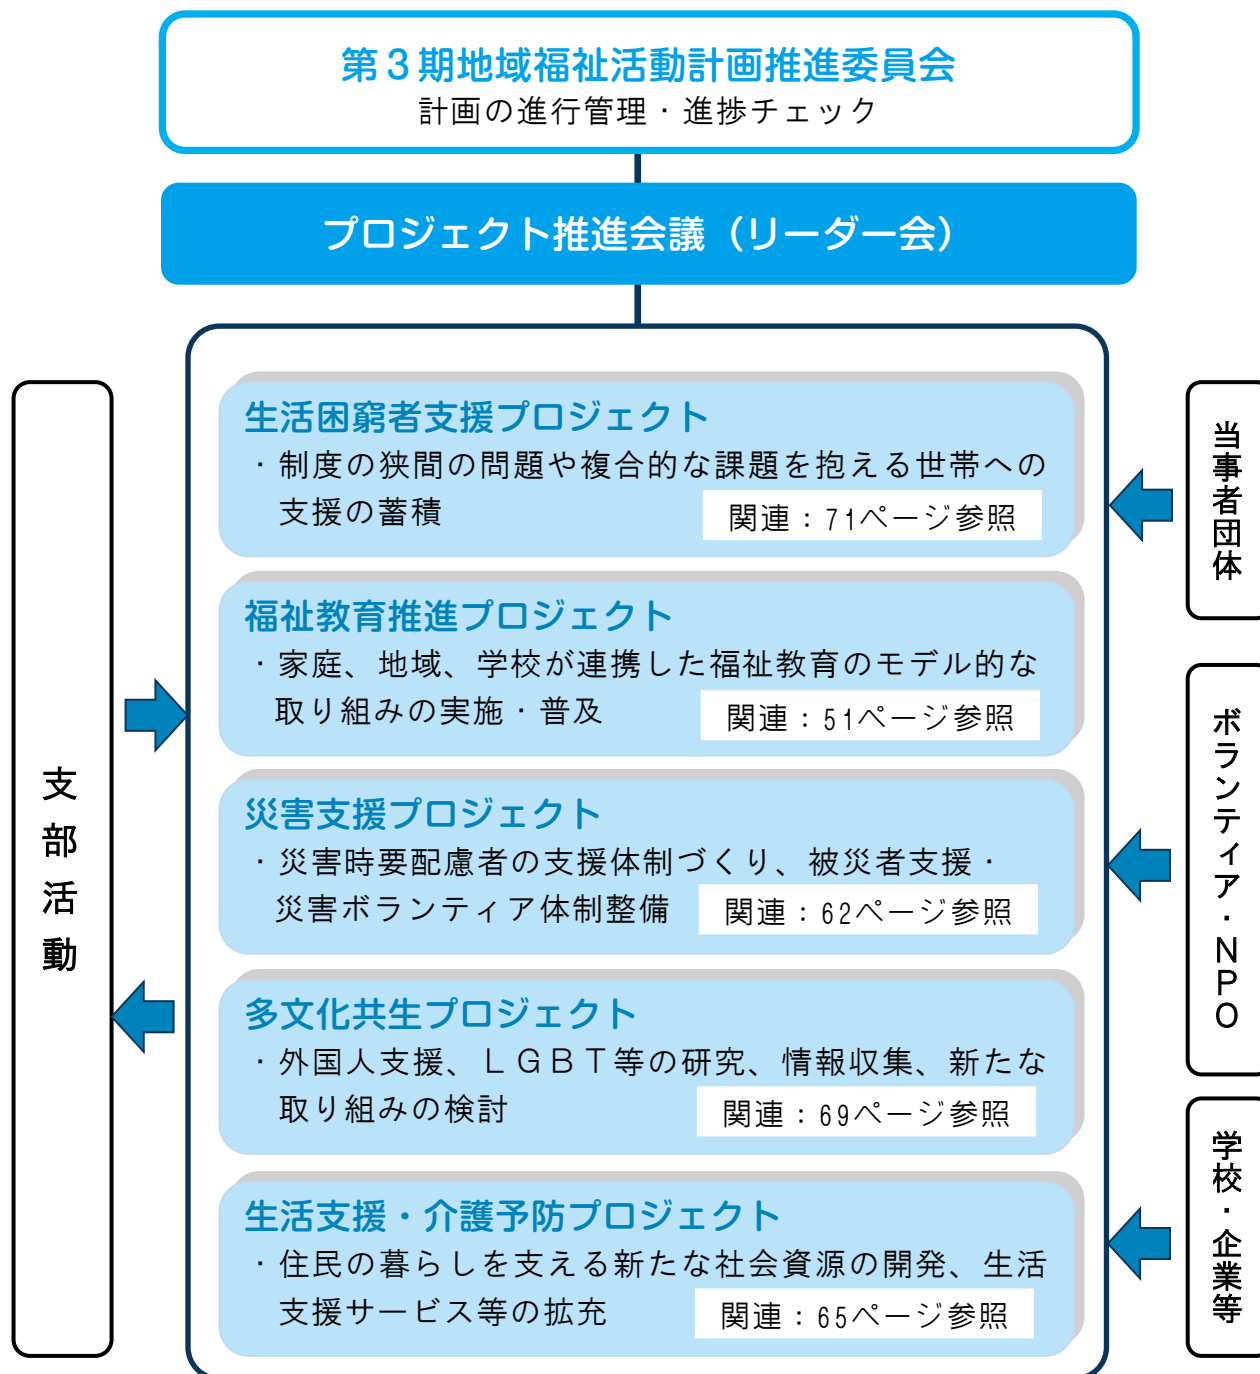 第３期地域福祉活動計画推進委員会
計画の進行管理・進捗チェック
プロジェクト推進会議（リーダー会）
支部活動
生活困窮者支援プロジェクト
・制度の狭間の問題や複合的な課題を抱える世帯への
支援の蓄積
関連：71ページ参照
福祉教育推進プロジェクト
・家庭、地域、学校が連携した福祉教育のモデル的な
取り組みの実施・普及
関連：51ページ参照
災害支援プロジェクト
・災害時要配慮者の支援体制づくり、被災者支援・
災害ボランティア体制整備
関連：62ページ参照
多文化共生プロジェクト
・外国人支援、ＬＧＢＴ等の研究、情報収集、新たな
取り組みの検討
関連：69ページ参照
生活支援・介護予防プロジェクト
・住民の暮らしを支える新たな社会資源の開発、生活
支援サービス等の拡充
関連：65ページ参照
当事者団体
ボランティア・NPO
学校・企業等